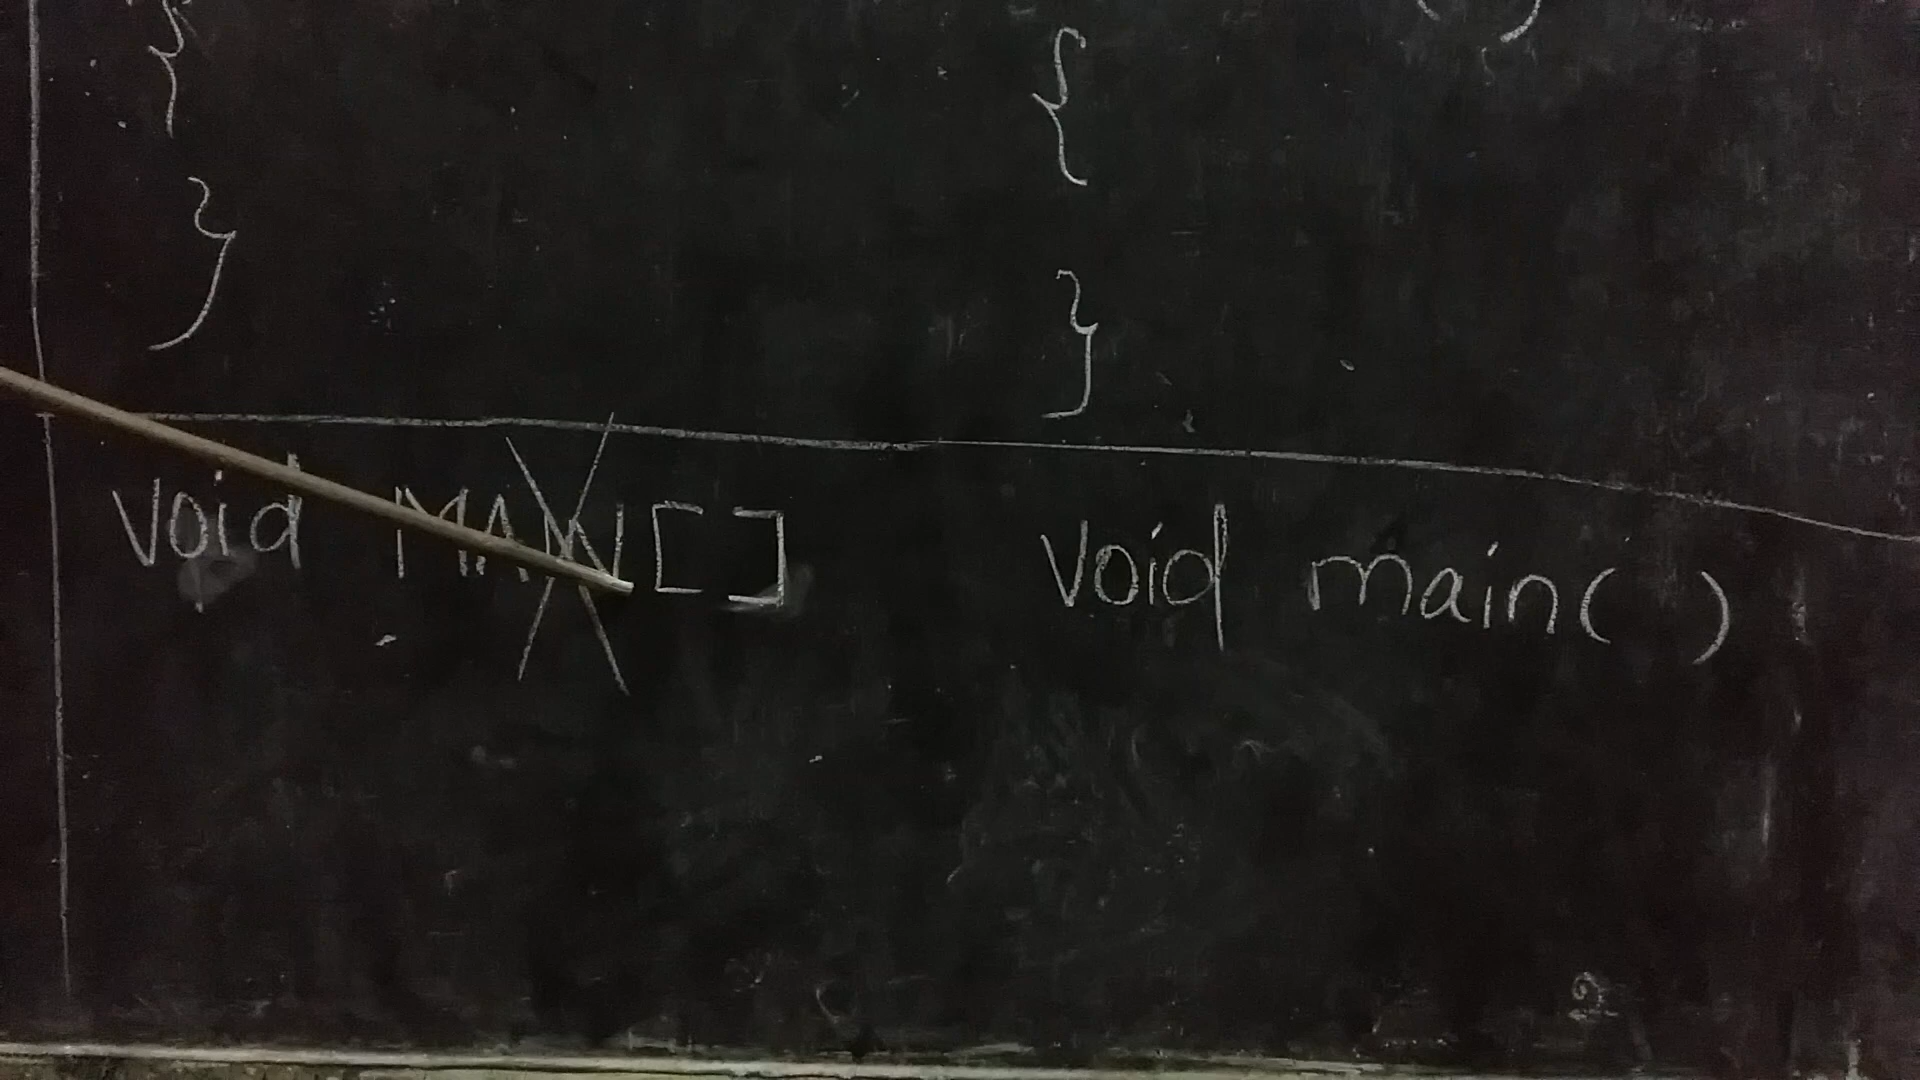 {
{
}
}
void MAIN[] void main( )